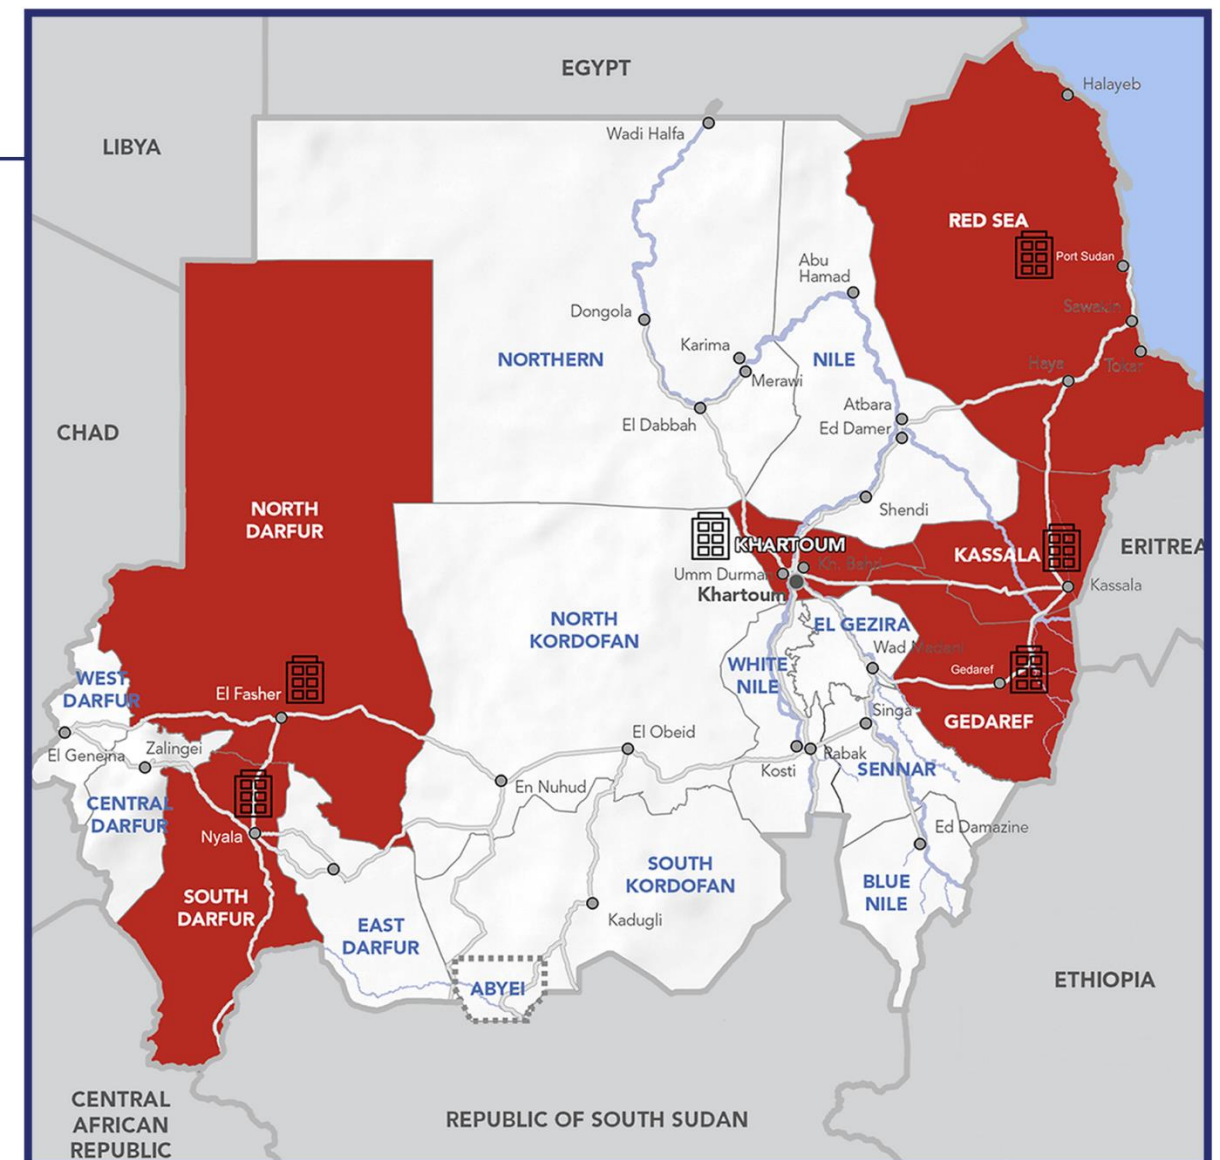 EGYPT
Halayeb
LIBYA
Wadi Halfa
RED SEA
Port Sudan
Abu
Hamad
Sawakin
Dongola
Karima
NORTHERN
NILE
Haya
Tokar
Merawi
Atbara
El Dabbah
Ed Damer
CHAD
NORTH
DARFUR
Shendi
KHARTOUM
KASSALA
ERITREA
Kh. Bahri
Umm Durman
Khartoum
Kassala
NORTH
KORDOFAN
EL GEZIRA
Wad Madani
WHITE
NILE
Gedaref
WEST
DARFUR
El Fasher
Singa
GEDAREF
El Obeid
El Geneina
Zalingei
Kosti
Rabak
SENNAR
En Nuhud
CENTRAL
DARFUR
Nyala
Ed Damazine
SOUTH
KORDOFAN
BLUE
NILE
SOUTH
DARFUR
Kadugli
EAST
DARFUR
ABYEI
ETHIOPIA
CENTRAL
AFRICAN
REPUBLIC
REPUBLIC OF SOUTH SUDAN